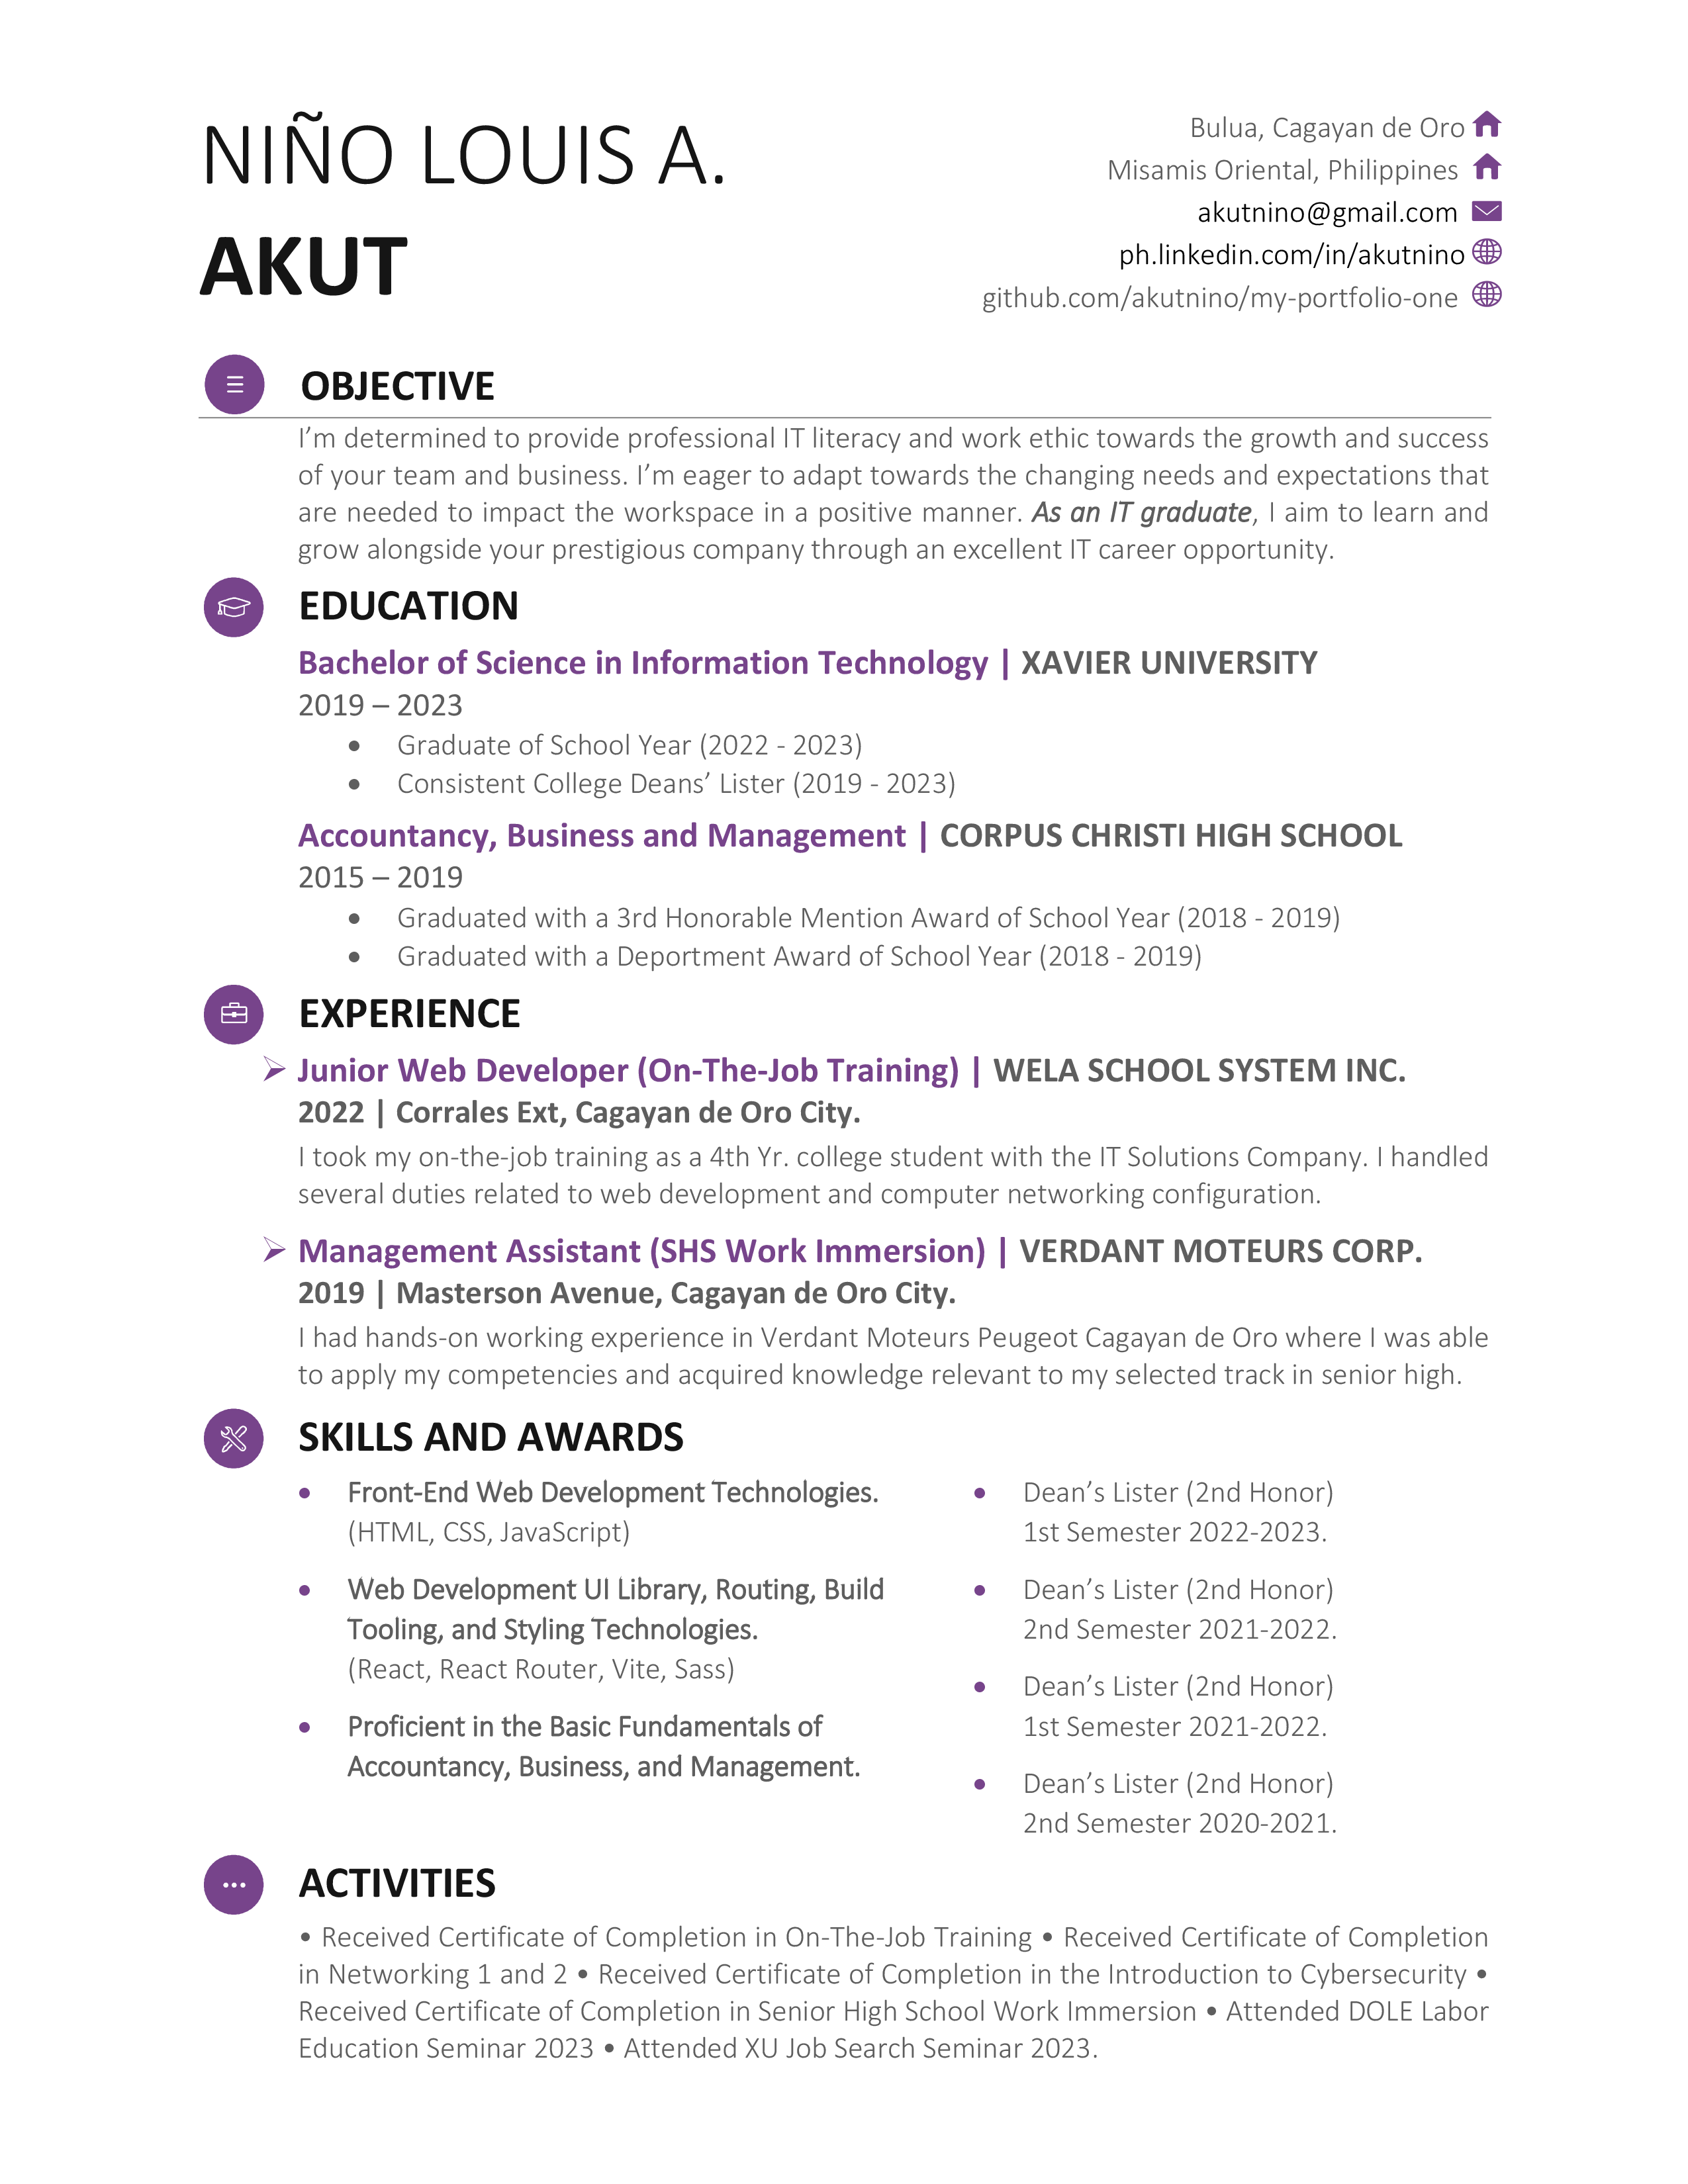 NIÑO LOUIS A.
AKUT
Bulua, Cagayan de Oro
Misamis Oriental, Philippines
akutnino@gmail.com
ph.linkedin.com/in/akutnino
github.com/akutnino/my-portfolio-one
OBJECTIVE
I’m determined to provide professional IT literacy and work ethic towards the growth and success
of your team and business. I’m eager to adapt towards the changing needs and expectations that
are needed to impact the workspace in a positive manner. As an IT graduate, I aim to learn and
grow alongside your prestigious company through an excellent IT career opportunity.
EDUCATION
Bachelor of Science in Information Technology | XAVIER UNIVERSITY
2019 – 2023
• Graduate of School Year (2022 - 2023)
• Consistent College Deans’ Lister (2019 - 2023)
Accountancy, Business and Management | CORPUS CHRISTI HIGH SCHOOL
2015 – 2019
• Graduated with a 3rd Honorable Mention Award of School Year (2018 - 2019)
• Graduated with a Deportment Award of School Year (2018 - 2019)
EXPERIENCE
➢ Junior Web Developer (On-The-Job Training) | WELA SCHOOL SYSTEM INC.
2022 | Corrales Ext, Cagayan de Oro City.
I took my on-the-job training as a 4th Yr. college student with the IT Solutions Company. I handled
several duties related to web development and computer networking configuration.
➢ Management Assistant (SHS Work Immersion) | VERDANT MOTEURS CORP.
2019 | Masterson Avenue, Cagayan de Oro City.
I had hands-on working experience in Verdant Moteurs Peugeot Cagayan de Oro where I was able
to apply my competencies and acquired knowledge relevant to my selected track in senior high.
SKILLS AND AWARDS
• Front-End Web Development Technologies.
(HTML, CSS, JavaScript)
• Web Development UI Library, Routing, Build
Tooling, and Styling Technologies.
(React, React Router, Vite, Sass)
• Proficient in the Basic Fundamentals of
Accountancy, Business, and Management.
• Dean’s Lister (2nd Honor)
1st Semester 2022-2023.
• Dean’s Lister (2nd Honor)
2nd Semester 2021-2022.
• Dean’s Lister (2nd Honor)
1st Semester 2021-2022.
• Dean’s Lister (2nd Honor)
2nd Semester 2020-2021.
ACTIVITIES
• Received Certificate of Completion in On-The-Job Training • Received Certificate of Completion
in Networking 1 and 2 • Received Certificate of Completion in the Introduction to Cybersecurity •
Received Certificate of Completion in Senior High School Work Immersion • Attended DOLE Labor
Education Seminar 2023 • Attended XU Job Search Seminar 2023.